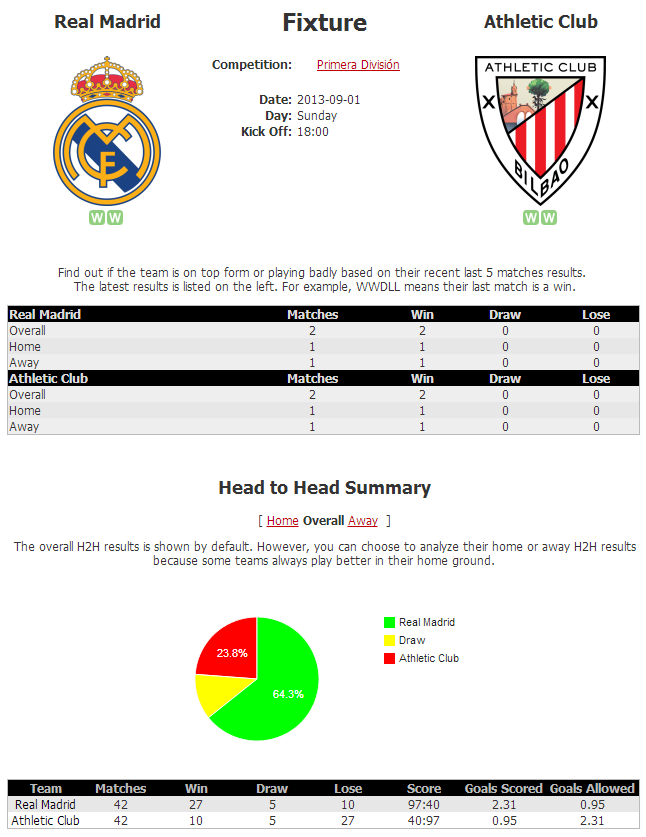 Real Madrid
Fixture
Athletic Club
Competition: Primera División
Date: 2013-09-01
Day: Sunday
Kick Off: 18:00
ATHLETIC CLUB
BILBAO
W W
W W
Find out if the team is on top form or playing badly based on their recent last 5 matches results.
The latest results is listed on the left. For example, WWDLL means their last match is a win.
Real Madrid Matches Win Draw Lose
Overall 2 2 0 0
Home 1 1 0 0
Away 1 1 0 0
Athletic Club Matches Win Draw Lose
Overall 2 2 0 0
Home 1 1 0 0
Away 1 1 0 0
Head to Head Summary
[ Home Overall Away ]
The overall H2H results is shown by default. However, you can choose to analyze their home or away H2H results
because some teams always play better in their home ground.
Real Madrid
Draw
Athletic Club
23.8%
64.3%
Team Matches Win Draw Lose Score Goals Scored Goals Allowed
Real Madrid 42 27 5 10 97:40 2.31 0.95
Athletic Club 42 10 5 27 40:97 0.95 2.31